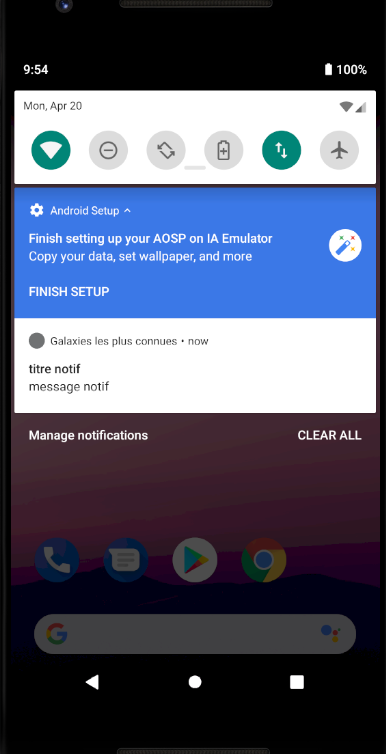 9:54
100%
Mon, Apr 20
Android Setup
Finish setting up your AOSP on IA Emulator
Copy your data, set wallpaper, and more
FINISH SETUP
Galaxies les plus connues • now
titre notif
message notif
Manage notifications
CLEAR ALL